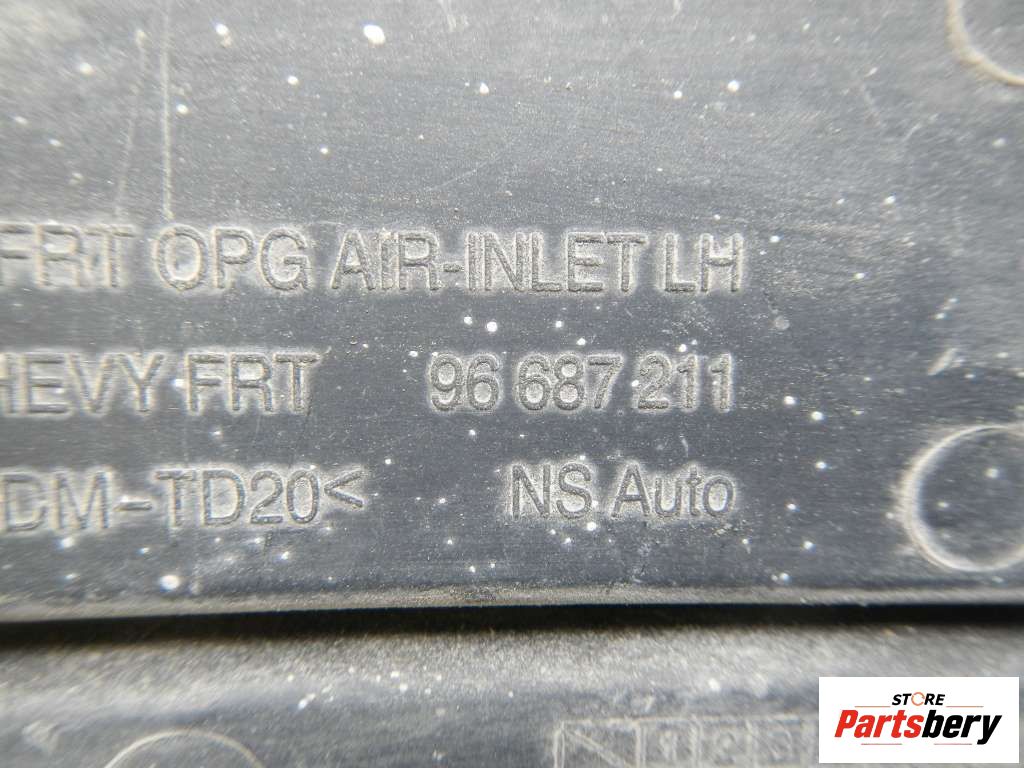 FRT OPG AIR-INLET LH
HEVY FRT 96 687 211
DM-TD20< NS Auto
STORE
Partsbery